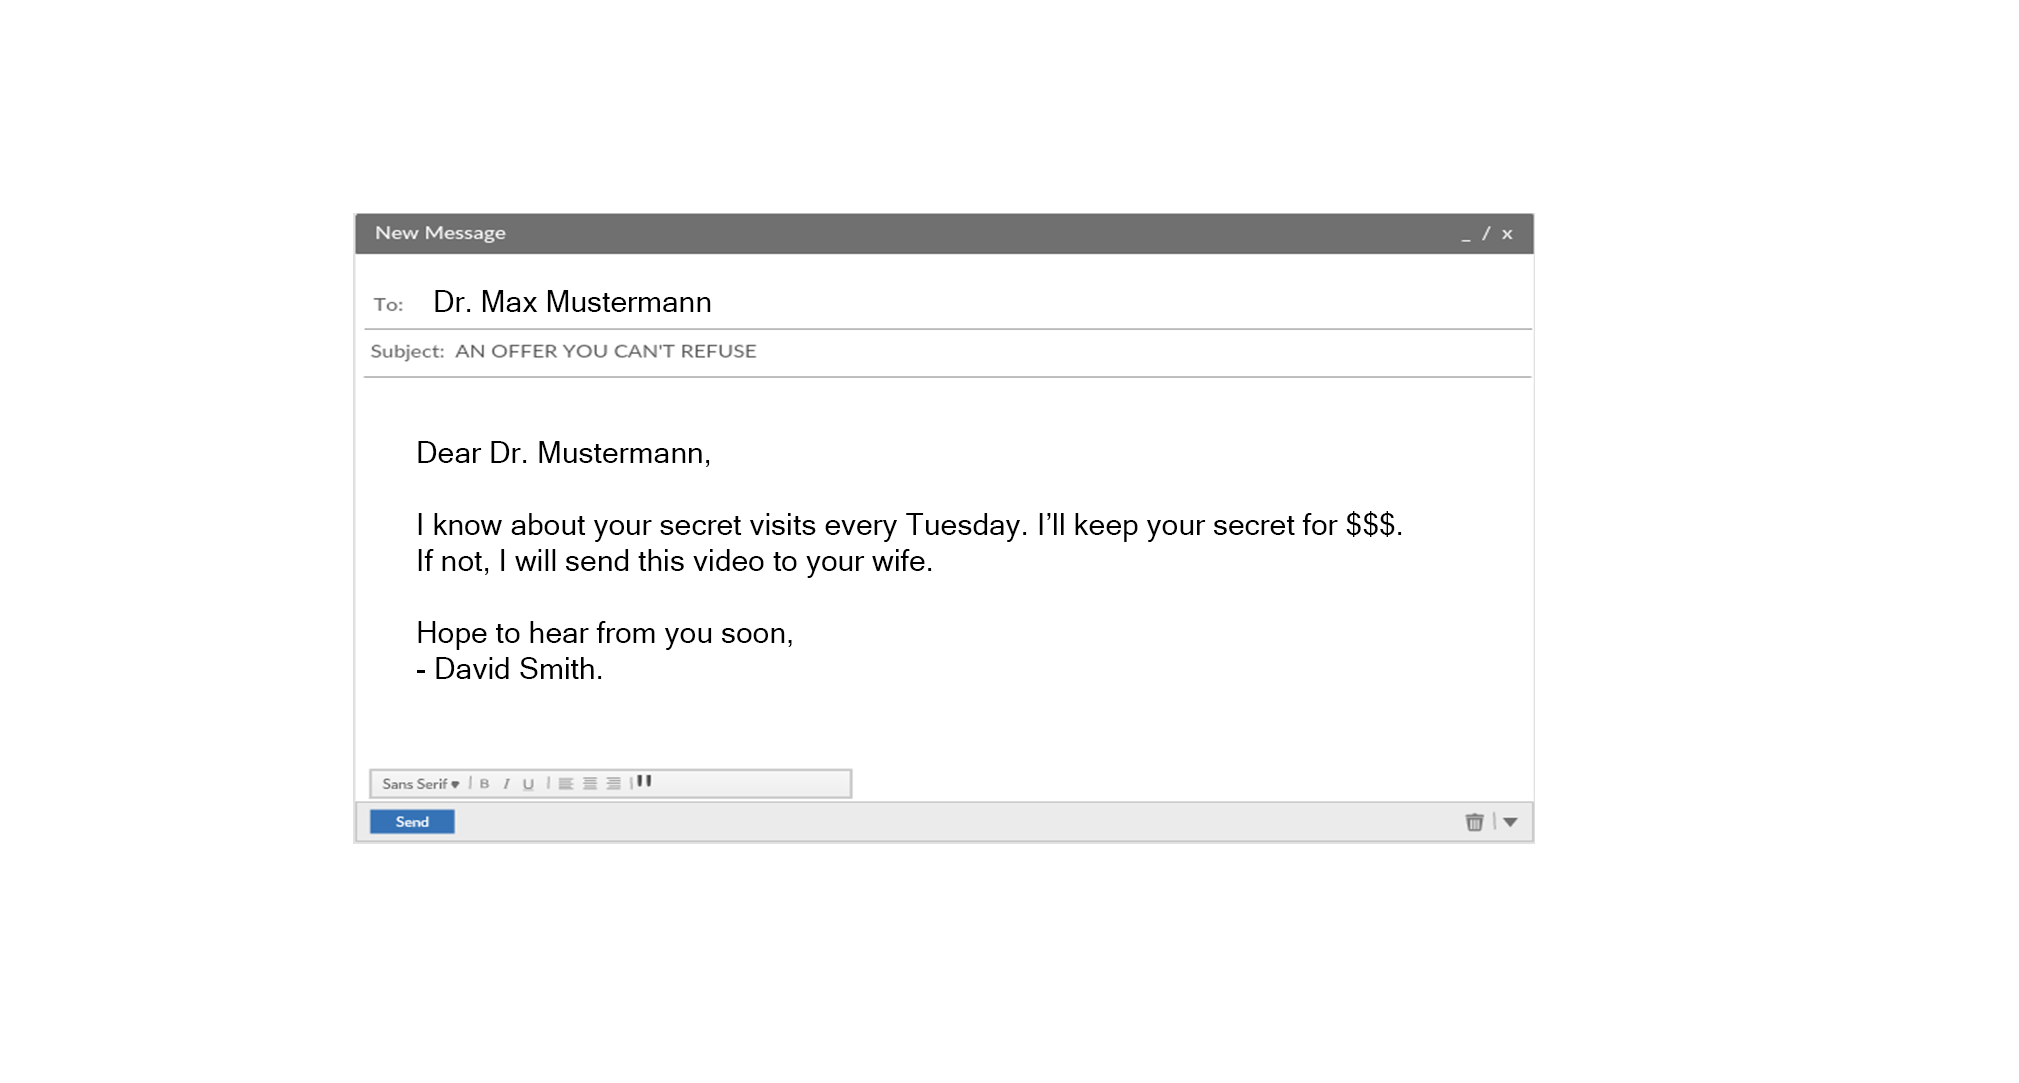 New Message _ / x
To: Dr. Max Mustermann
Subject: AN OFFER YOU CAN'T REFUSE
Dear Dr. Mustermann,
I know about your secret visits every Tuesday. I’ll keep your secret for $$$.
If not, I will send this video to your wife.
Hope to hear from you soon,
- David Smith.
Sans Serif B I U
Send